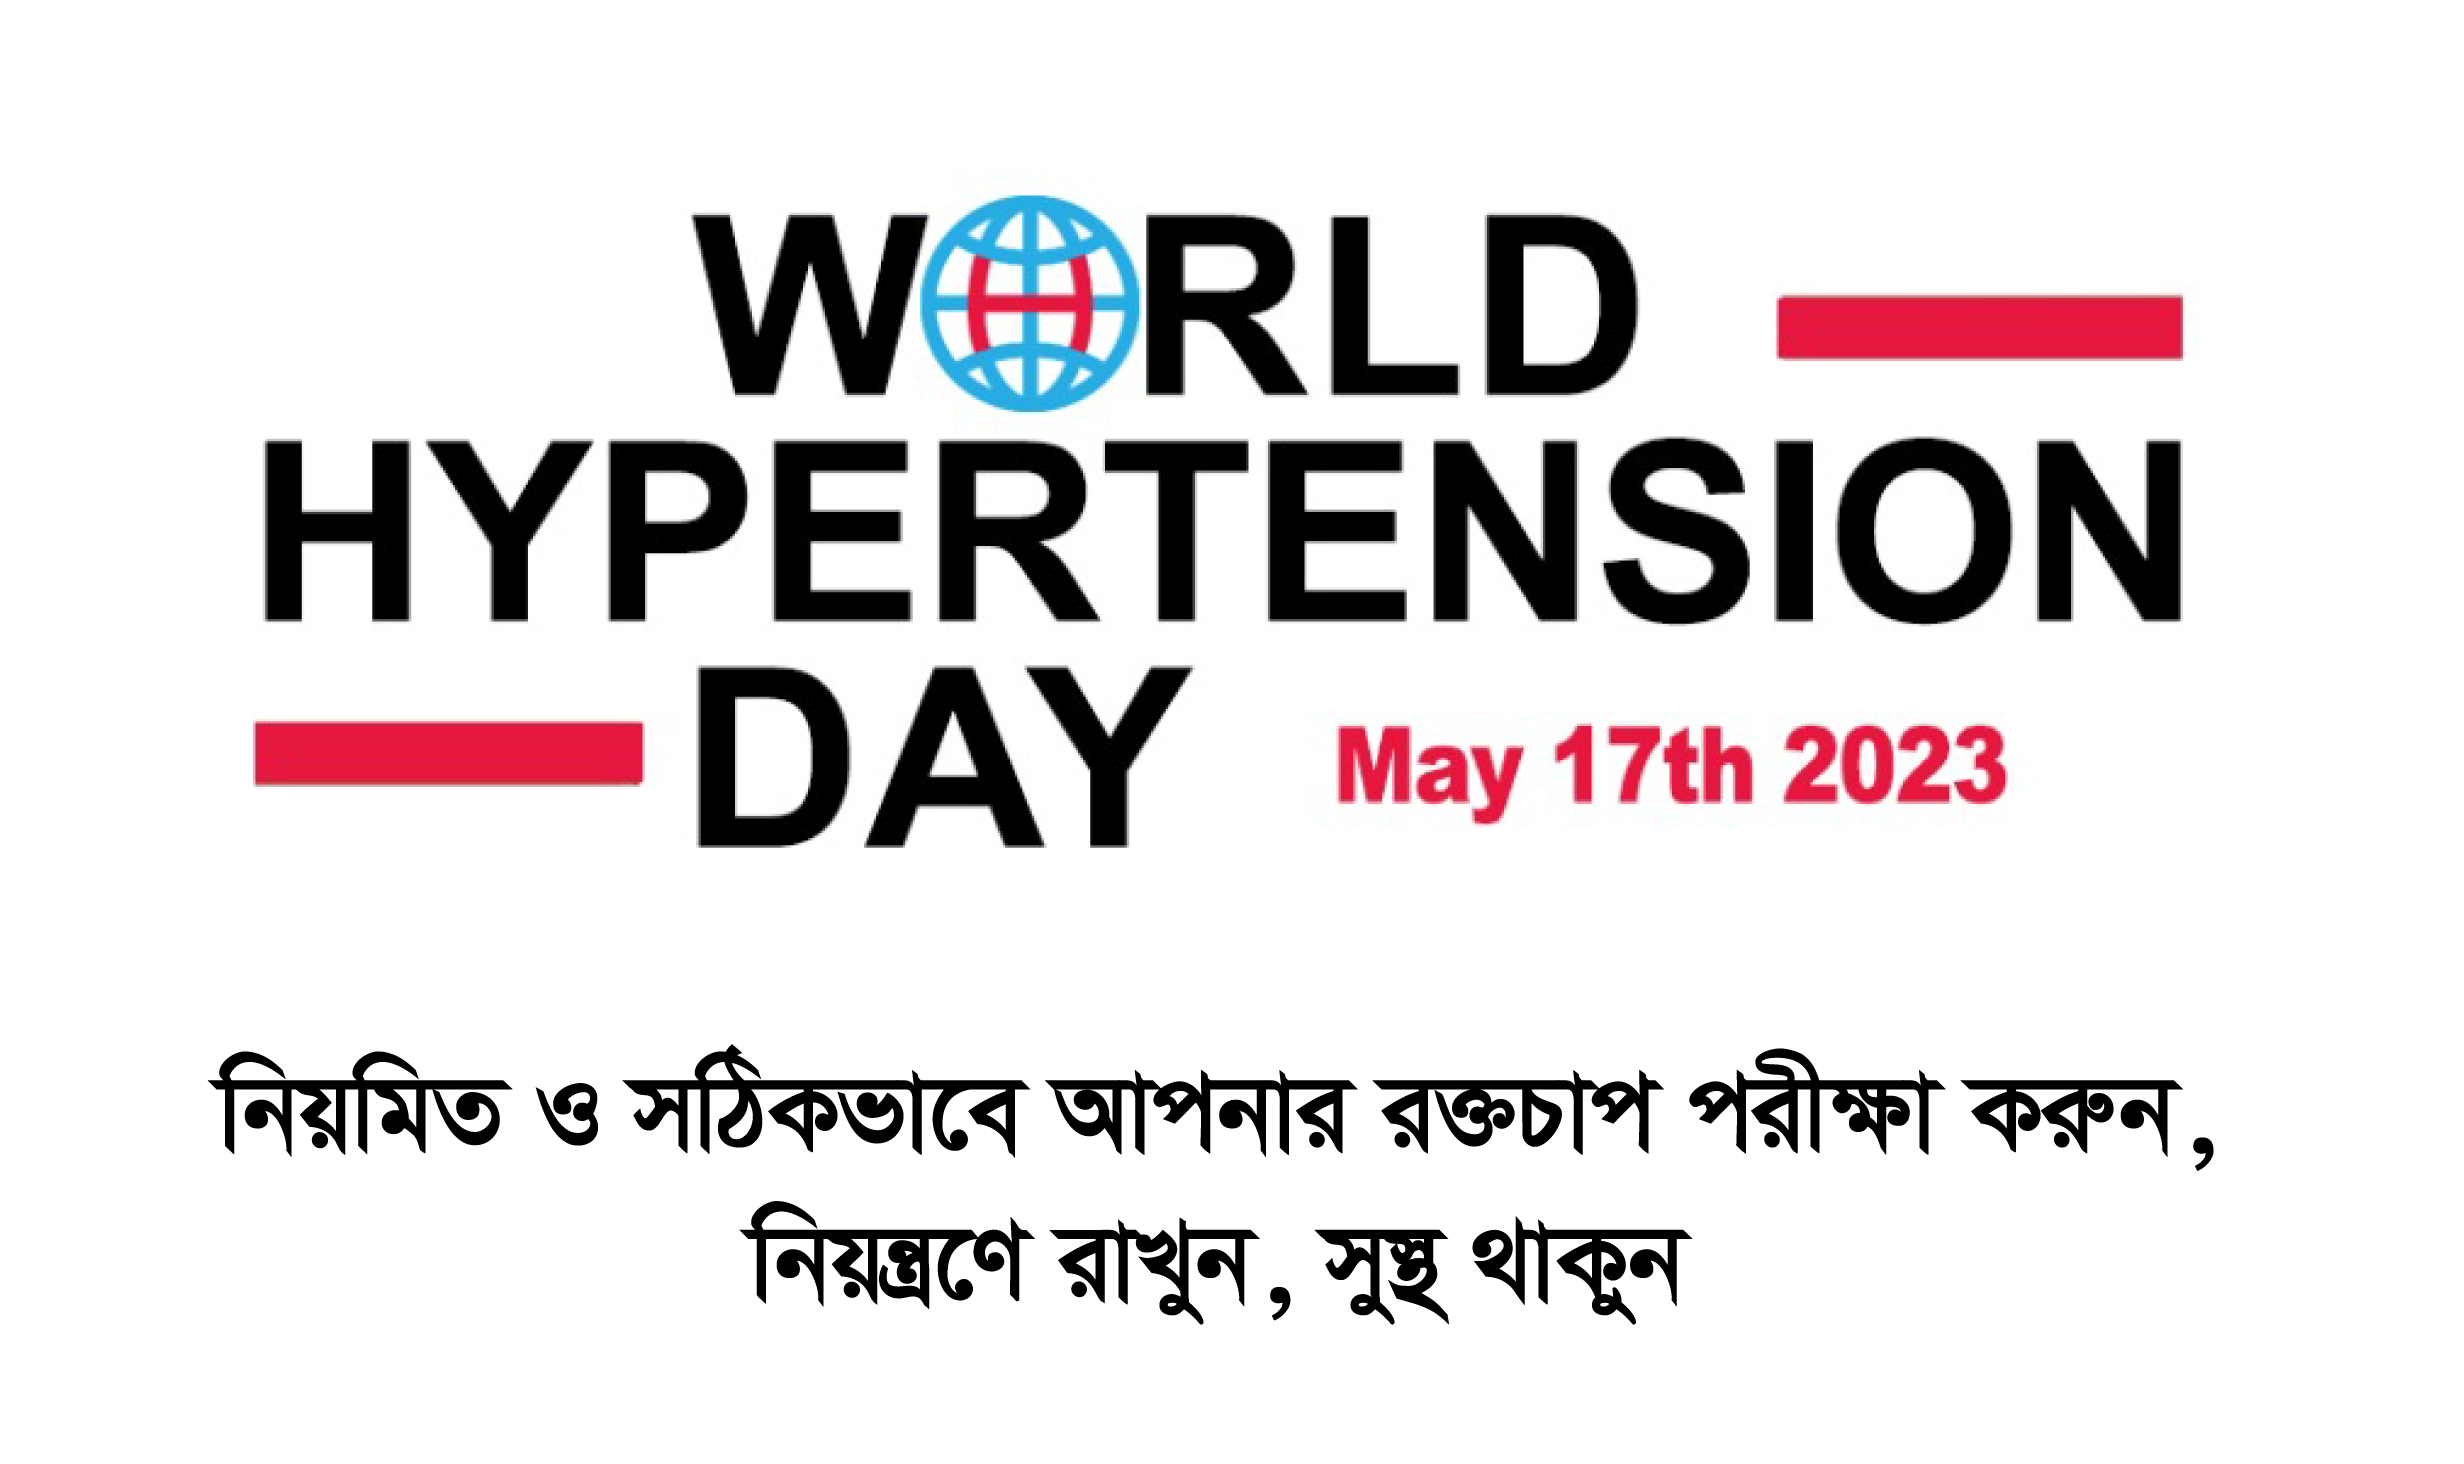 WORLD
HYPERTENSION
DAY May 17th 2023
নিয়মিত ও সঠিকভাবে আপনার রক্তচাপ পরীক্ষা করুন,
নিয়ন্ত্রণে রাখুন, সুস্থ থাকুন